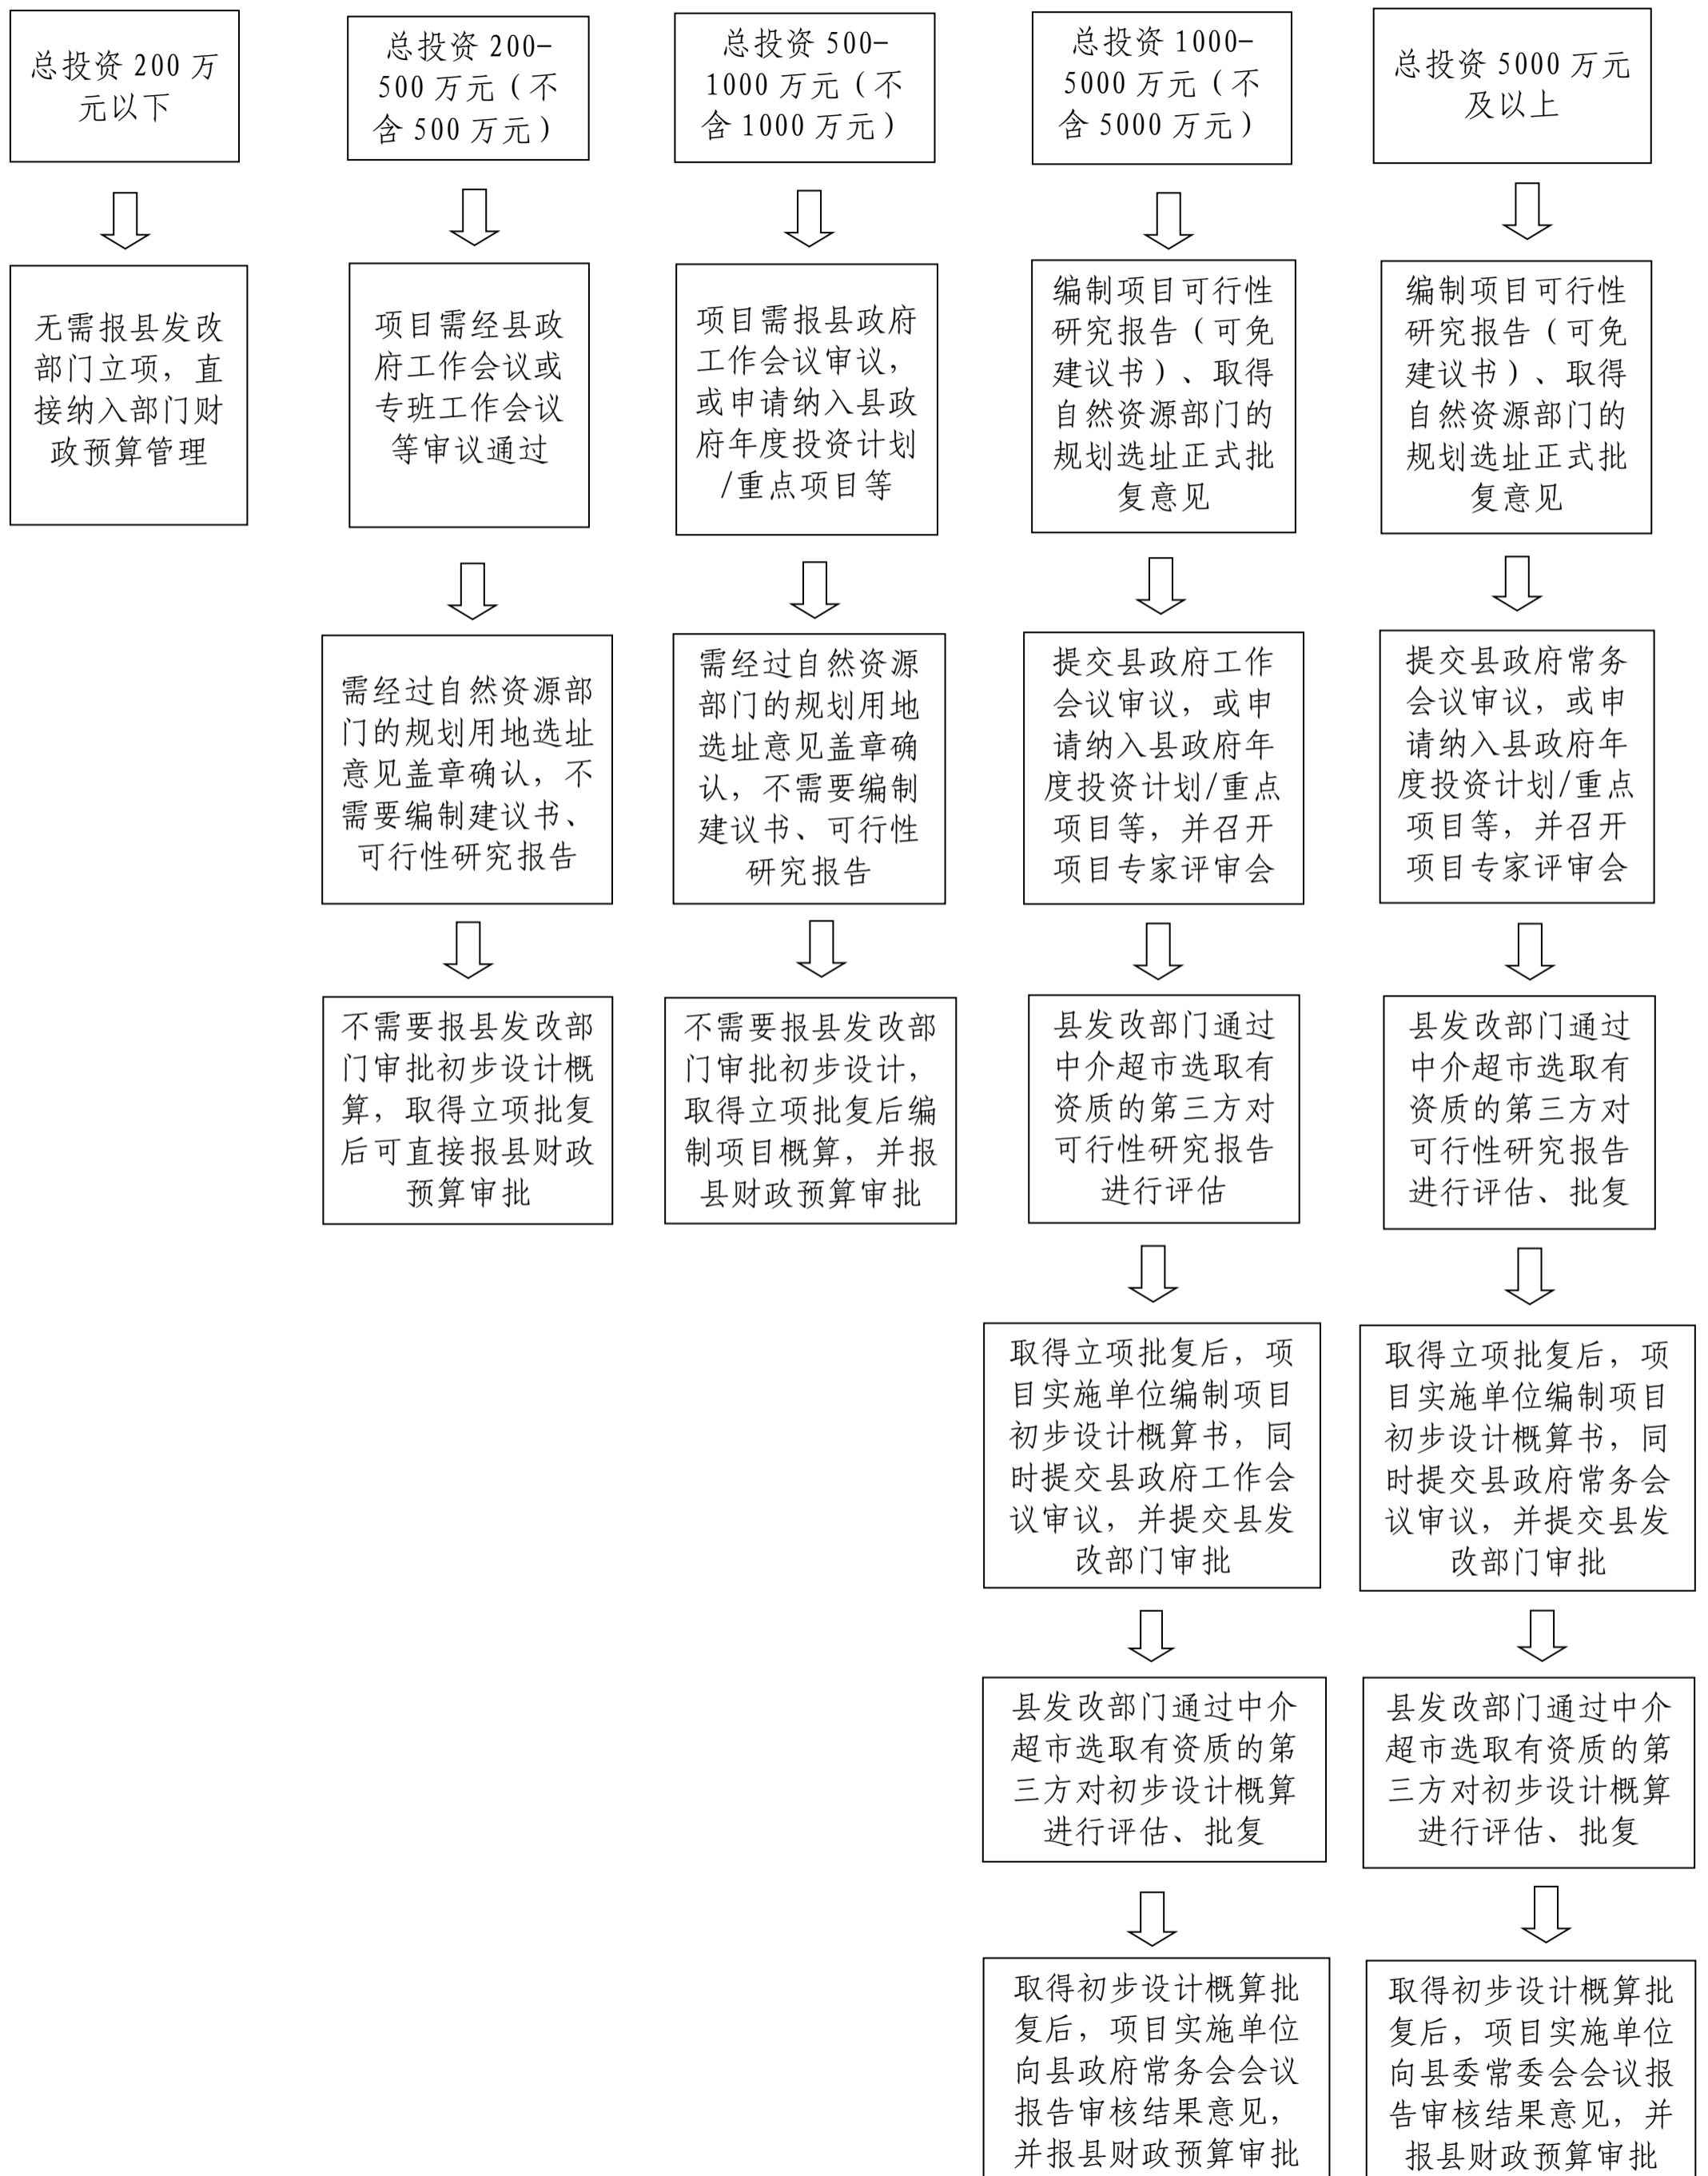 总投资 200 万
元以下
无需报县发改
部门立项，直
接纳入部门财
政预算管理
总投资 200-
500 万元（不
含 500 万元）
项目需经县政
府工作会议或
专班工作会议
等审议通过
需经过自然资源部
门的规划用地选址
意见盖章确认，不
需要编制建议书、
可行性研究报告
不需要报县发改部
门审批初步设计概
算，取得立项批复
后可直接报县财政
预算审批
总投资 500-
1000 万元（不
含 1000 万元）
项目需报县政府
工作会议审议，
或申请纳入县政
府年度投资计划
/重点项目等
需经过自然资源
部门的规划用地
选址意见盖章确
认，不需要编制
建议书、可行性
研究报告
不需要报县发改部
门审批初步设计，
取得立项批复后编
制项目概算，并报
县财政预算审批
总投资 1000-
5000 万元（不
含 5000 万元）
编制项目可行性
研究报告（可免
建议书）、取得
自然资源部门的
规划选址正式批
复意见
提交县政府工作
会议审议，或申
请纳入县政府年
度投资计划/重点
项目等，并召开
项目专家评审会
县发改部门通过
中介超市选取有
资质的第三方对
可行性研究报告
进行评估
取得立项批复后，项
目实施单位编制项目
初步设计概算书，同
时提交县政府工作会
议审议，并提交县发
改部门审批
县发改部门通过中介
超市选取有资质的第
三方对初步设计概算
进行评估、批复
取得初步设计概算批
复后，项目实施单位
向县政府常务会会议
报告审核结果意见，
并报县财政预算审批
总投资 5000 万元
及以上
编制项目可行性
研究报告（可免
建议书）、取得
自然资源部门的
规划选址正式批
复意见
提交县政府常务
会议审议，或申
请纳入县政府年
度投资计划/重点
项目等，并召开
项目专家评审会
县发改部门通过
中介超市选取有
资质的第三方对
可行性研究报告
进行评估、批复
取得立项批复后，项
目实施单位编制项目
初步设计概算书，同
时提交县政府常务会
议审议，并提交县发
改部门审批
县发改部门通过中介
超市选取有资质的第
三方对初步设计概算
进行评估、批复
取得初步设计概算批
复后，项目实施单位
向县委常委会会议报
告审核结果意见，并
报县财政预算审批